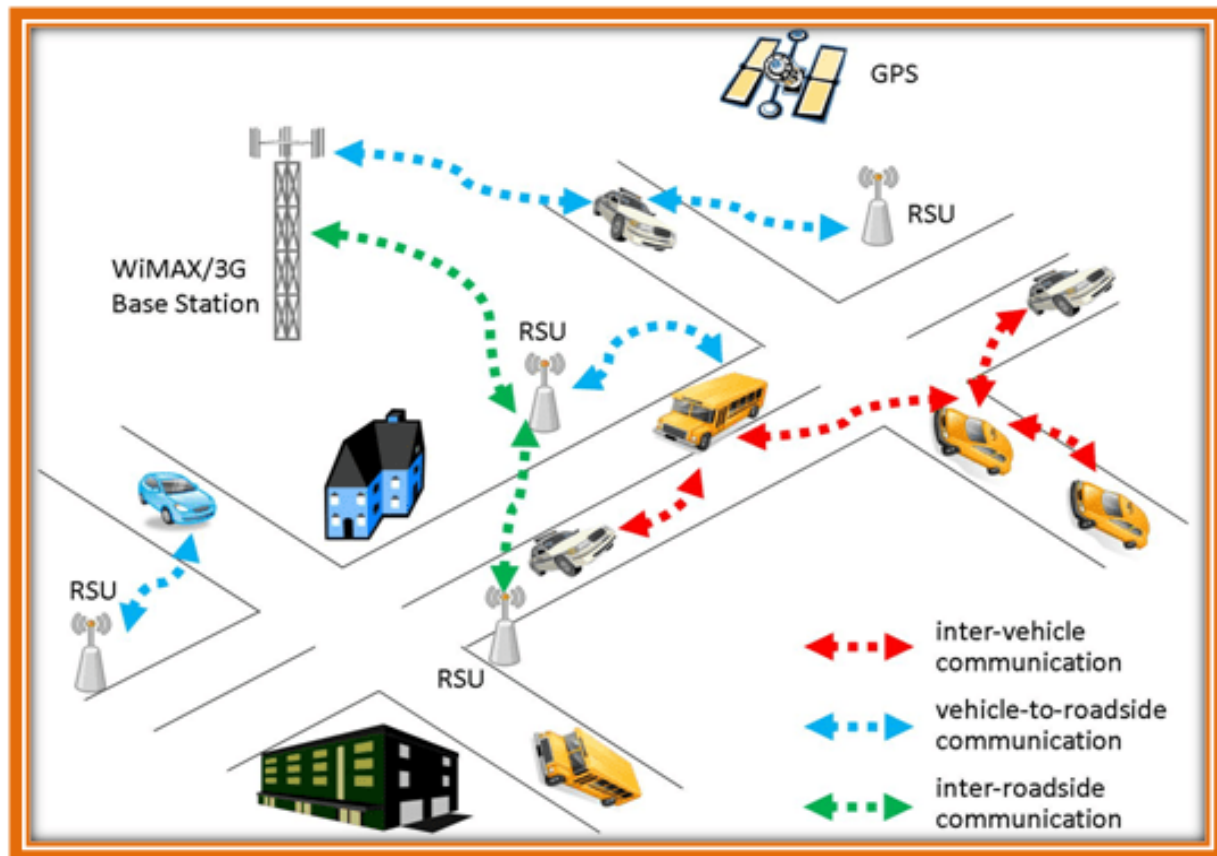 GPS
RSU
WiMAX/3G
Base Station
RSU
RSU
RSU
inter-vehicle
communication
vehicle-to-roadside
communication
inter-roadside
communication